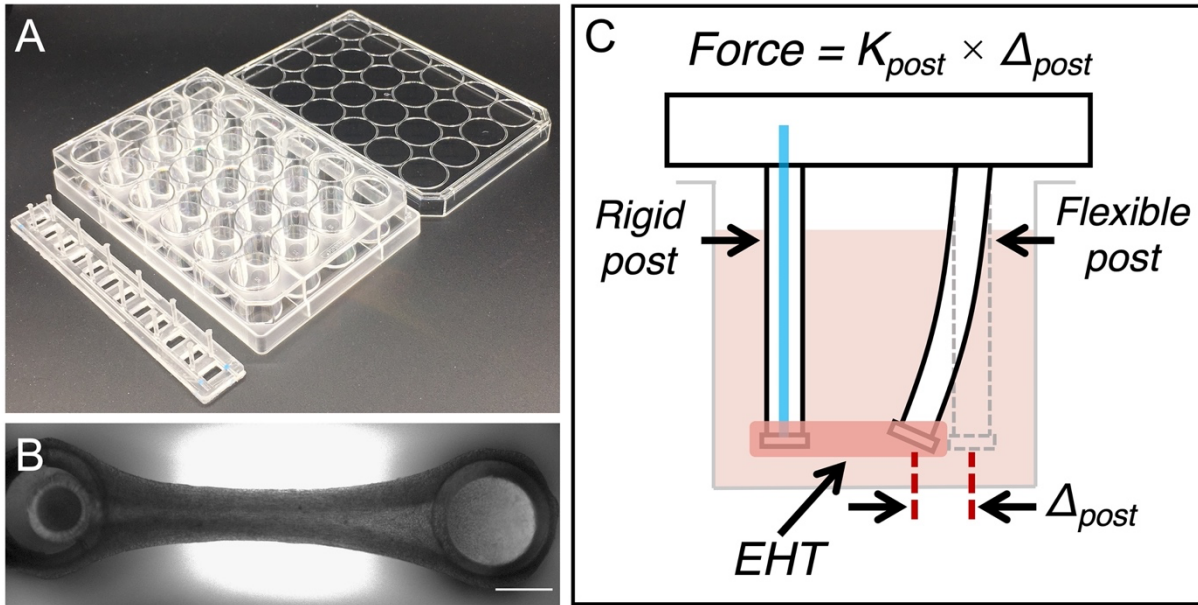 A
B
C
Force = K_post × Δ_post
Rigid
post
Flexible
post
EHT
Δ_post